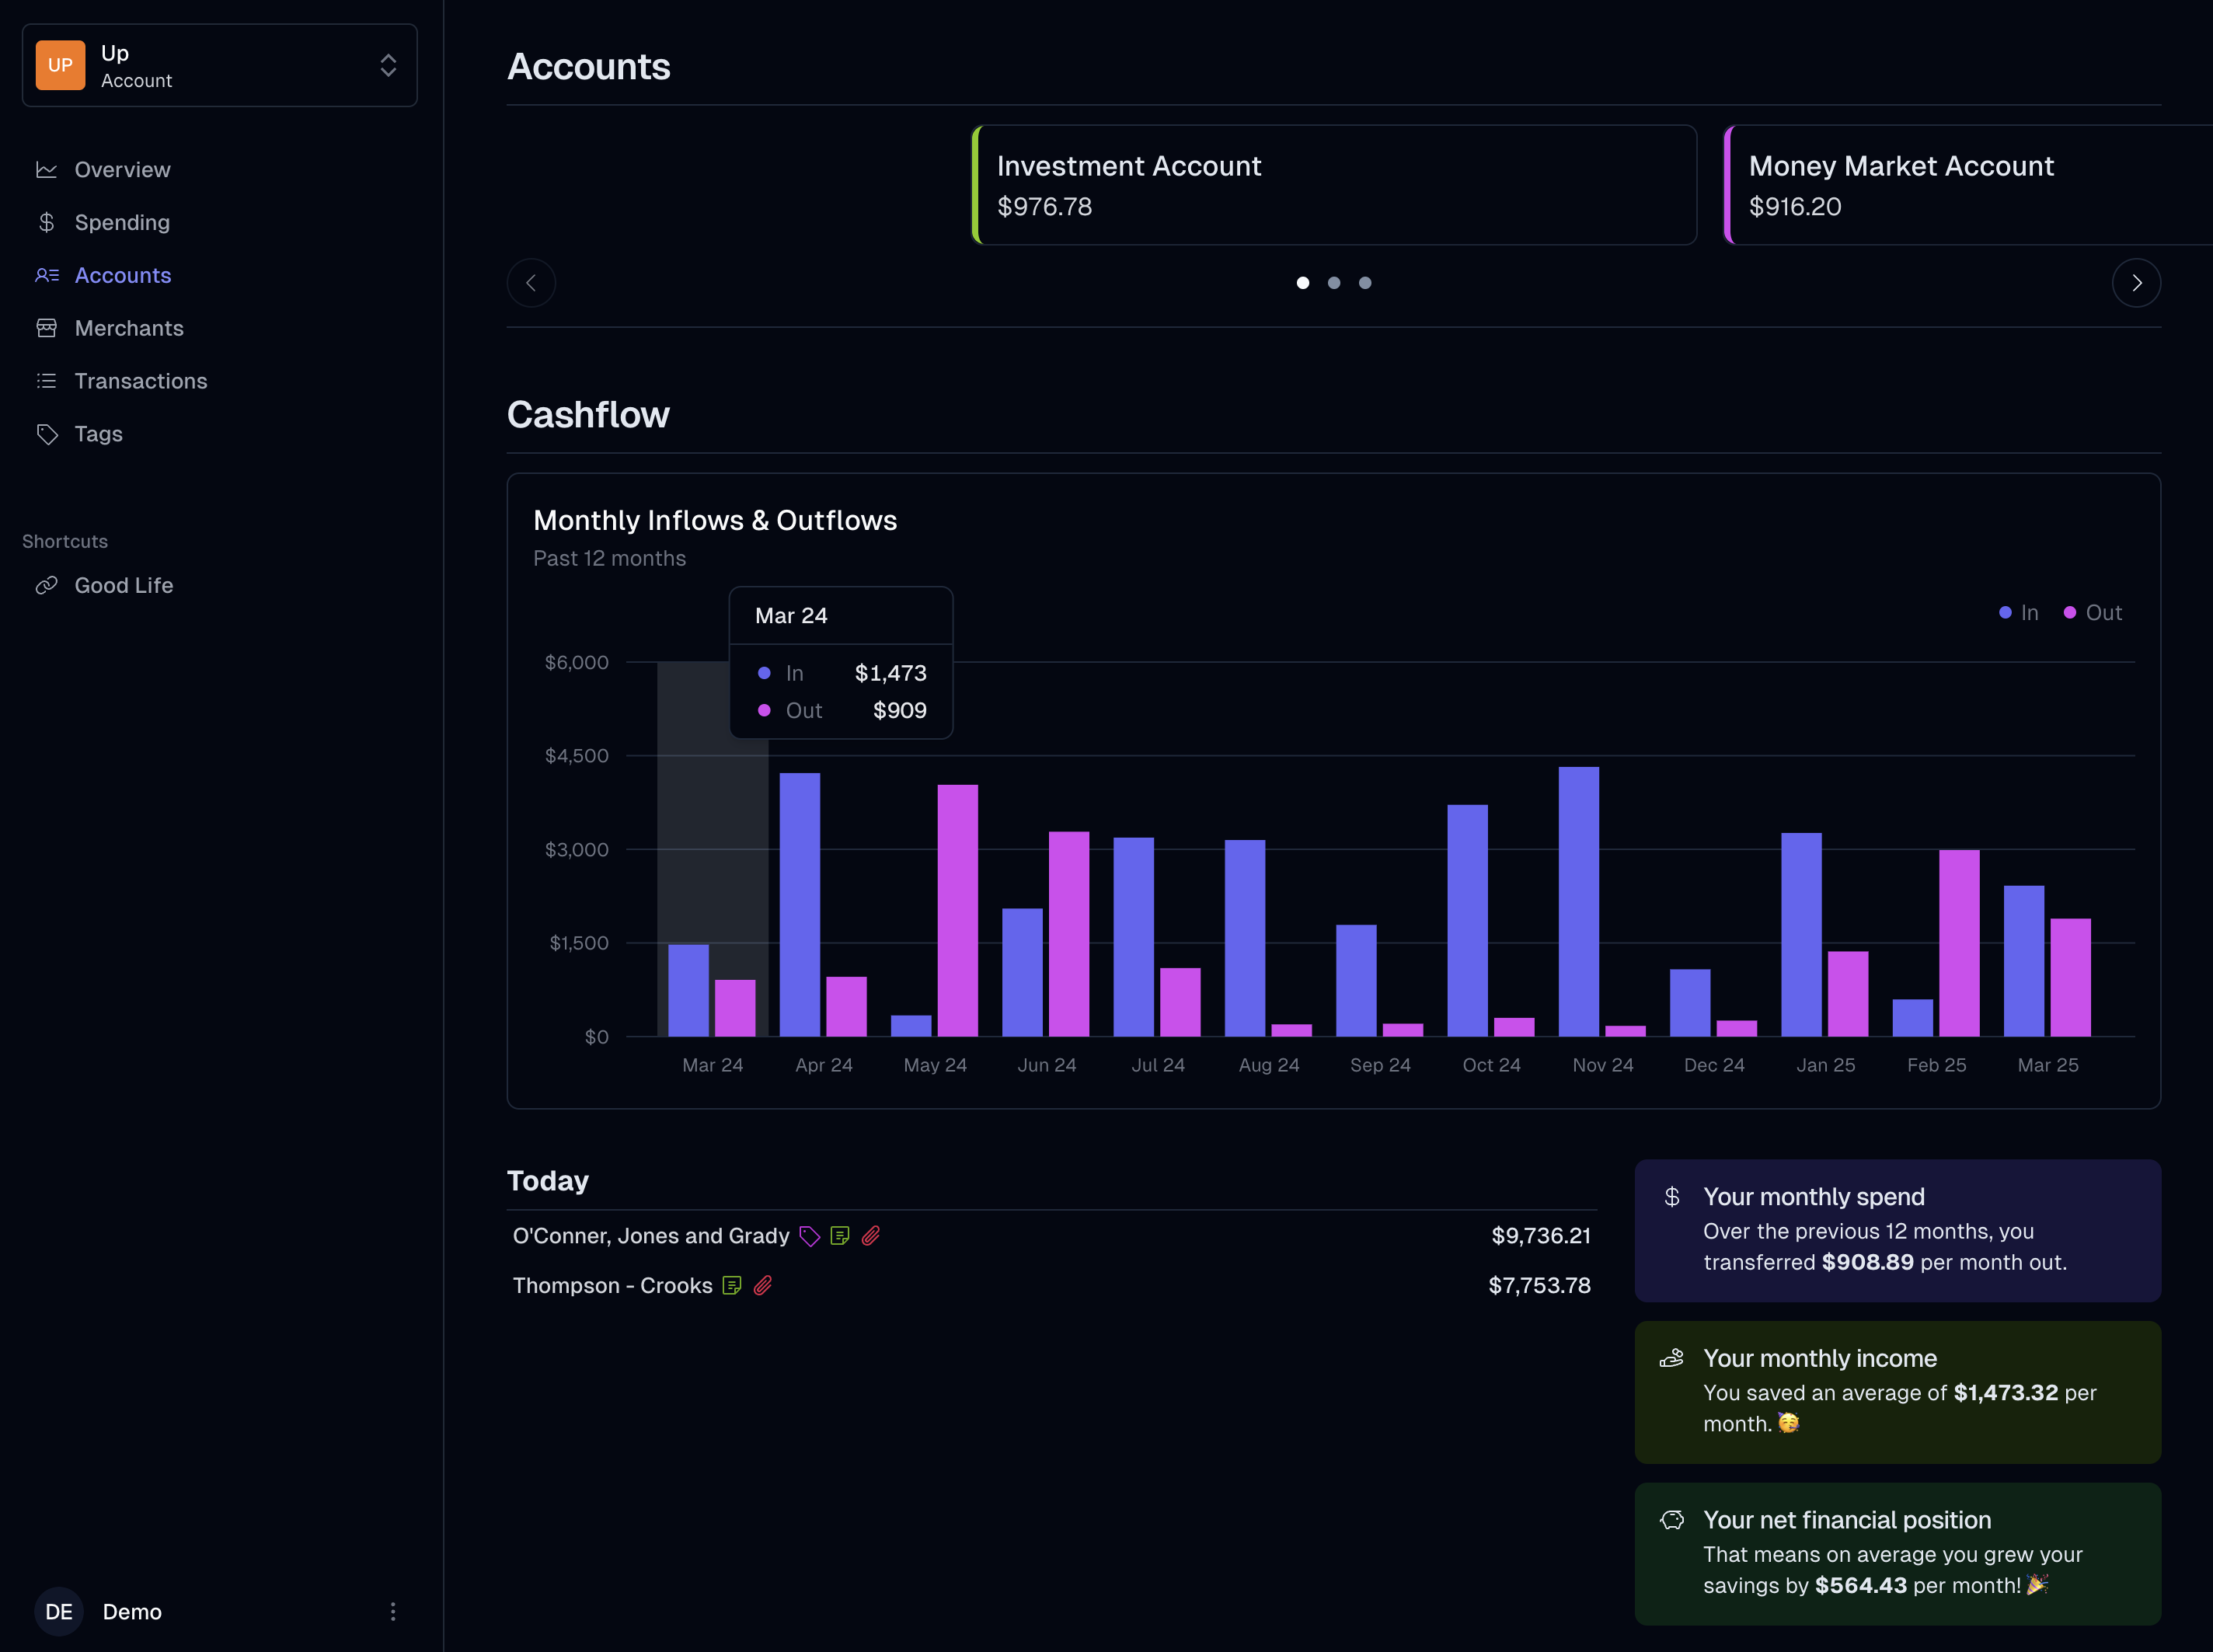 UP
Up
Account
Overview
Spending
Accounts
Merchants
Transactions
Tags
Shortcuts
Good Life
DE
Demo
Accounts
Investment Account
$976.78
Money Market Account
$916.20
Cashflow
Monthly Inflows & Outflows
Past 12 months
In
Out
Mar 24
In $1,473
Out $909
$6,000
$4,500
$3,000
$1,500
$0
Mar 24 Apr 24 May 24 Jun 24 Jul 24 Aug 24 Sep 24 Oct 24 Nov 24 Dec 24 Jan 25 Feb 25 Mar 25
Today
O'Conner, Jones and Grady $9,736.21
Thompson - Crooks $7,753.78
Your monthly spend
Over the previous 12 months, you
transferred $908.89 per month out.
Your monthly income
You saved an average of $1,473.32 per
month. 🥳
Your net financial position
That means on average you grew your
savings by $564.43 per month! 🎉